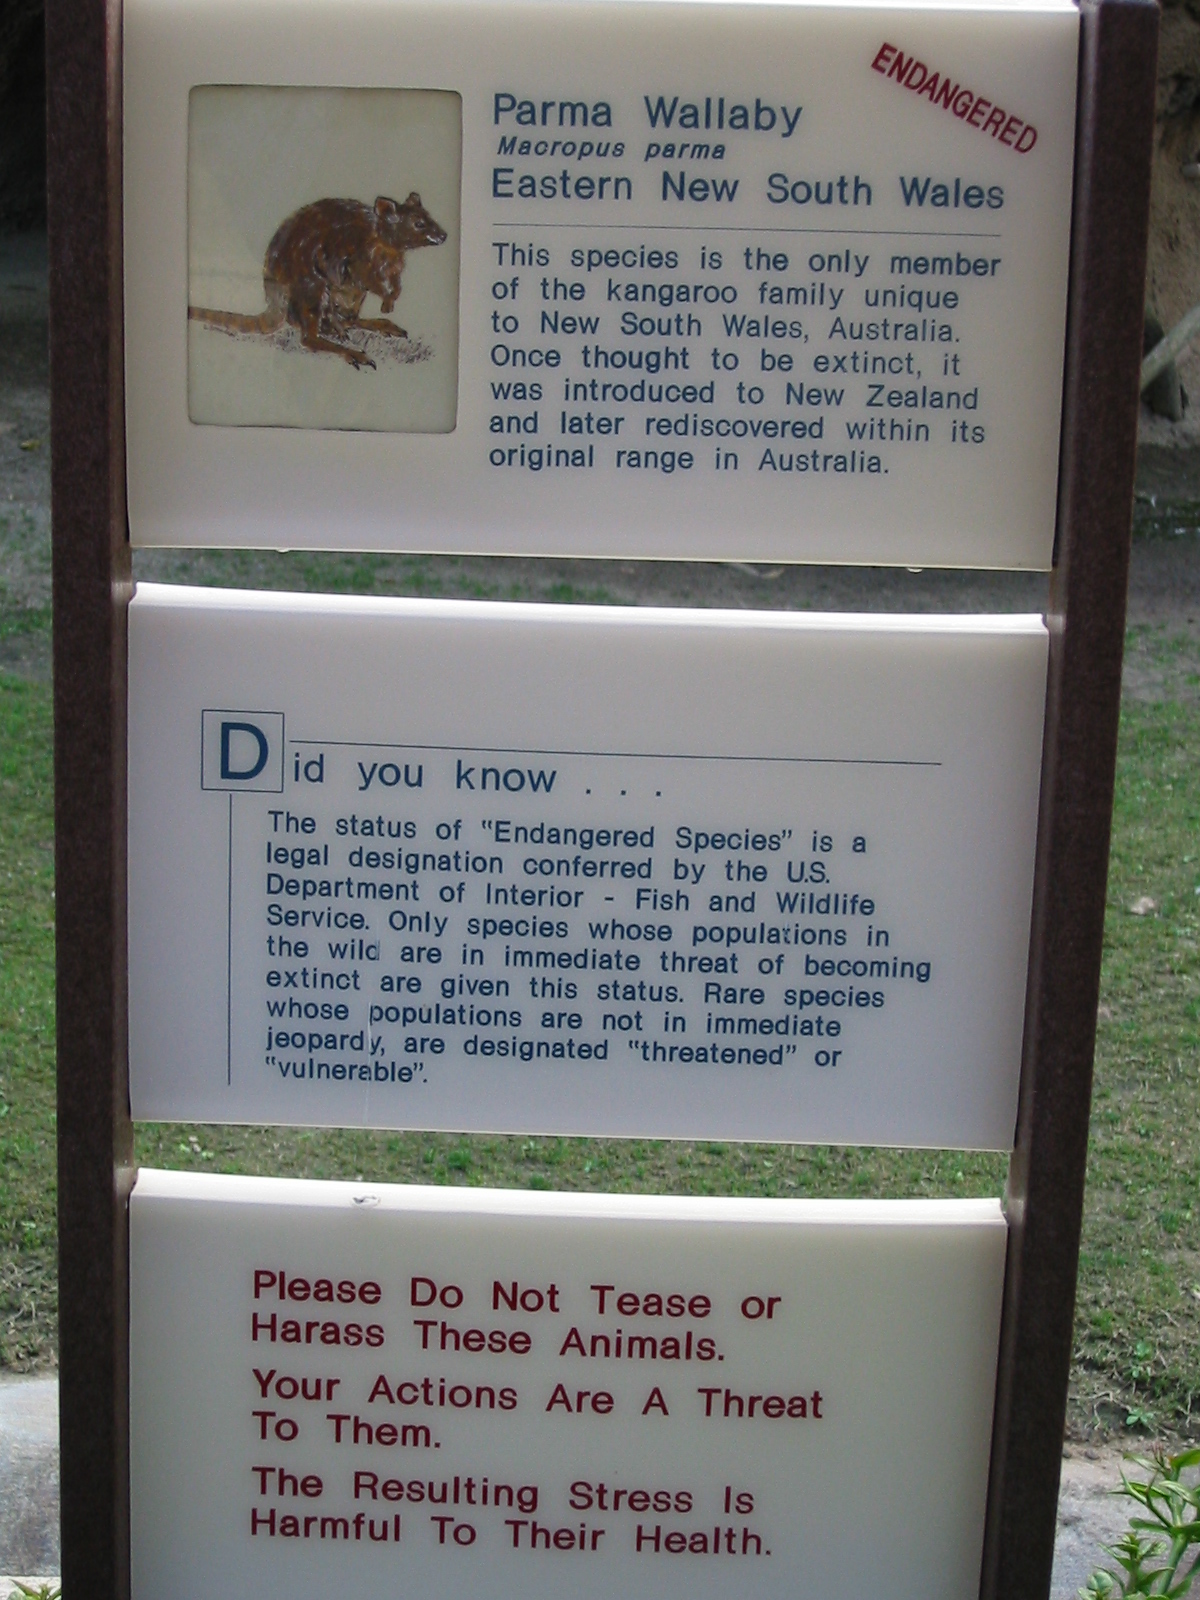 ENDANGERED
Parma Wallaby
Macropus parma
Eastern New South Wales
This species is the only member
of the kangaroo family unique
to New South Wales, Australia.
Once thought to be extinct, it
was introduced to New Zealand
and later rediscovered within its
original range in Australia.
Did you know . . .
The status of "Endangered Species" is a
legal designation conferred by the U.S.
Department of Interior - Fish and Wildlife
Service. Only species whose populations in
the wild are in immediate threat of becoming
extinct are given this status. Rare species
whose populations are not in immediate
jeopardy, are designated "threatened" or
"vulnerable".
Please Do Not Tease or
Harass These Animals.
Your Actions Are A Threat
To Them.
The Resulting Stress Is
Harmful To Their Health.